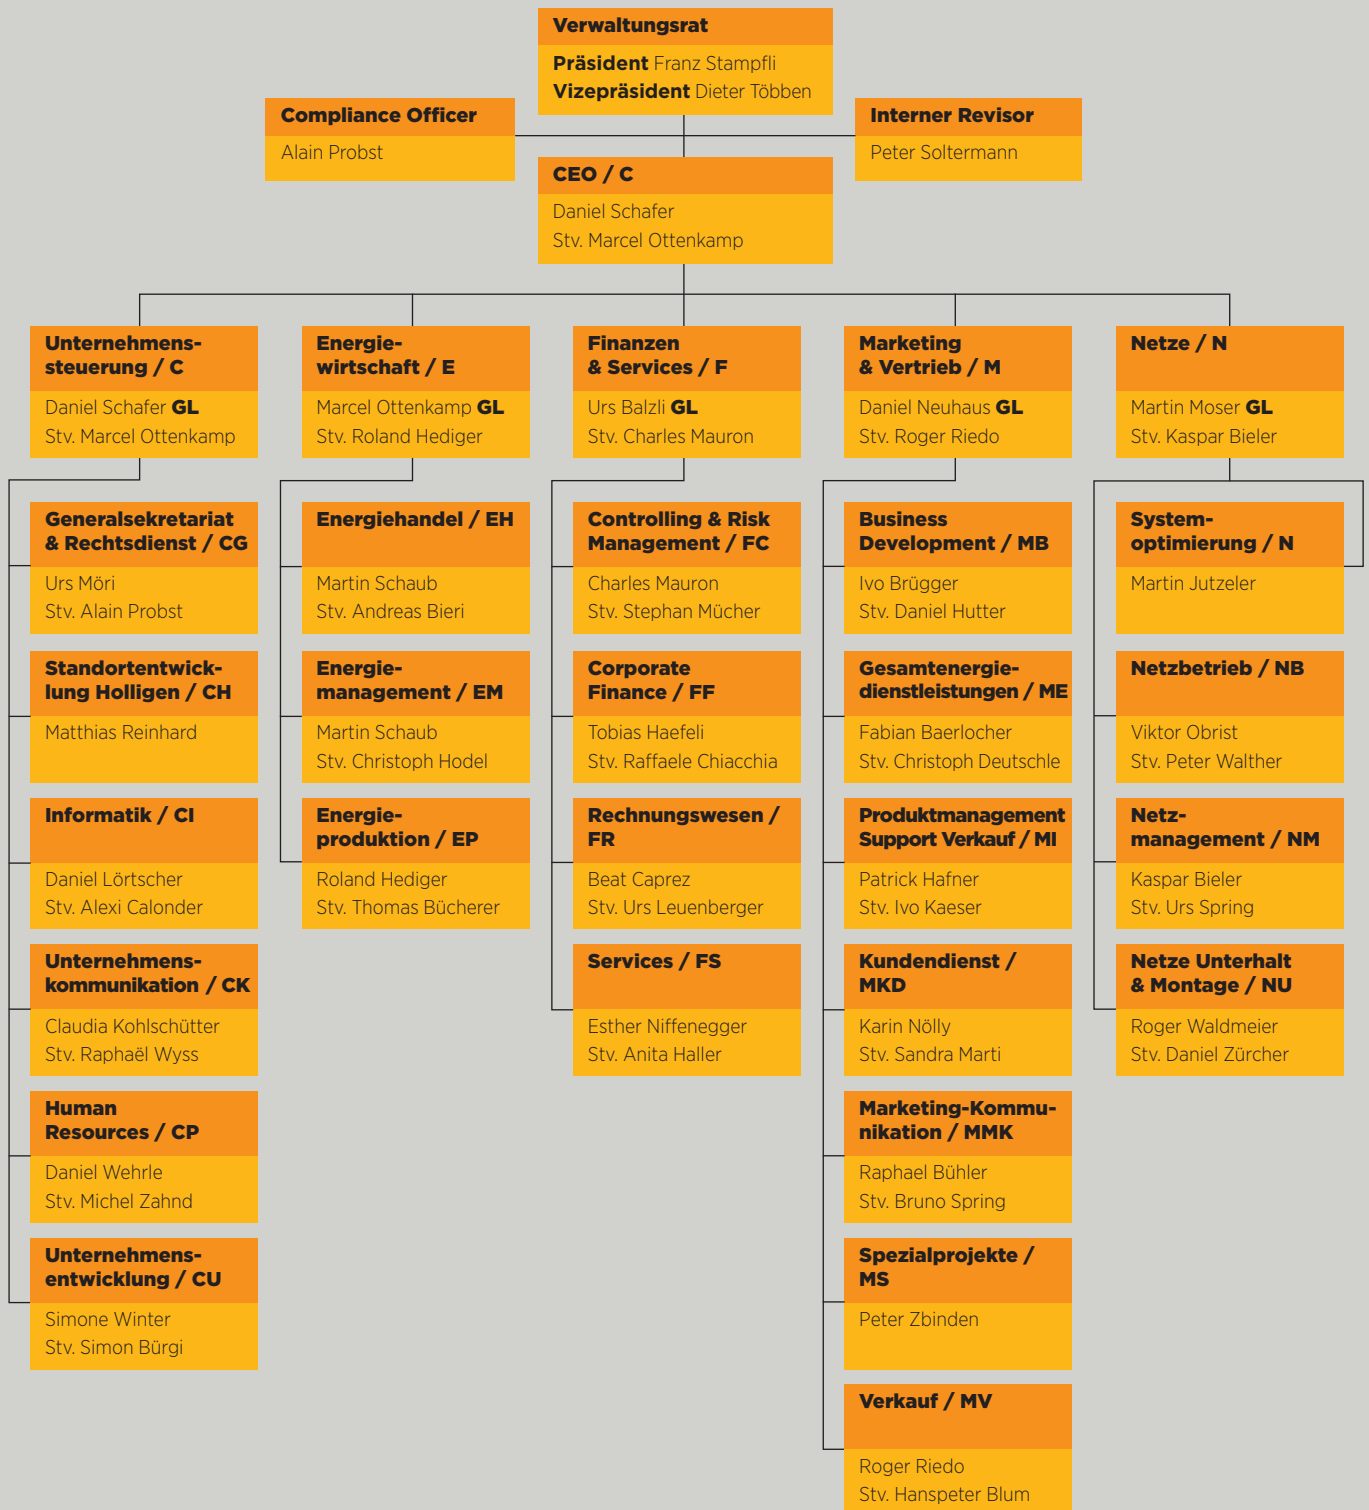 Verwaltungsrat
Präsident Franz Stampfli
Vizepräsident Dieter Többen
Compliance Officer
Alain Probst
Interner Revisor
Peter Soltermann
CEO / C
Daniel Schafer
Stv. Marcel Ottenkamp
Unternehmens-
steuerung / C
Daniel Schafer GL
Stv. Marcel Ottenkamp
Generalsekretariat
& Rechtsdienst / CG
Urs Möri
Stv. Alain Probst
Standortentwick-
lung Holligen / CH
Matthias Reinhard
Informatik / CI
Daniel Lörtscher
Stv. Alexi Calonder
Unternehmens-
kommunikation / CK
Claudia Kohlschütter
Stv. Raphaël Wyss
Human
Resources / CP
Daniel Wehrle
Stv. Michel Zahnd
Unternehmens-
entwicklung / CU
Simone Winter
Stv. Simon Bürgi
Energie-
wirtschaft / E
Marcel Ottenkamp GL
Stv. Roland Hediger
Energiehandel / EH
Martin Schaub
Stv. Andreas Bieri
Energie-
management / EM
Martin Schaub
Stv. Christoph Hodel
Energie-
produktion / EP
Roland Hediger
Stv. Thomas Bücherer
Finanzen
& Services / F
Urs Balzli GL
Stv. Charles Mauron
Controlling & Risk
Management / FC
Charles Mauron
Stv. Stephan Mücher
Corporate
Finance / FF
Tobias Haefeli
Stv. Raffaele Chiacchia
Rechnungswesen /
FR
Beat Caprez
Stv. Urs Leuenberger
Services / FS
Esther Niffenegger
Stv. Anita Haller
Marketing
& Vertrieb / M
Daniel Neuhaus GL
Stv. Roger Riedo
Business
Development / MB
Ivo Brügger
Stv. Daniel Hutter
Gesamtenergie-
dienstleistungen / ME
Fabian Baerlocher
Stv. Christoph Deutschle
Produktmanagement
Support Verkauf / MI
Patrick Hafner
Stv. Ivo Kaeser
Kundendienst /
MKD
Karin Nölly
Stv. Sandra Marti
Marketing-Kommu-
nikation / MMK
Raphael Bühler
Stv. Bruno Spring
Spezialprojekte /
MS
Peter Zbinden
Verkauf / MV
Roger Riedo
Stv. Hanspeter Blum
Netze / N
Martin Moser GL
Stv. Kaspar Bieler
System-
optimierung / N
Martin Jutzeler
Netzbetrieb / NB
Viktor Obrist
Stv. Peter Walther
Netz-
management / NM
Kaspar Bieler
Stv. Urs Spring
Netze Unterhalt
& Montage / NU
Roger Waldmeier
Stv. Daniel Zürcher